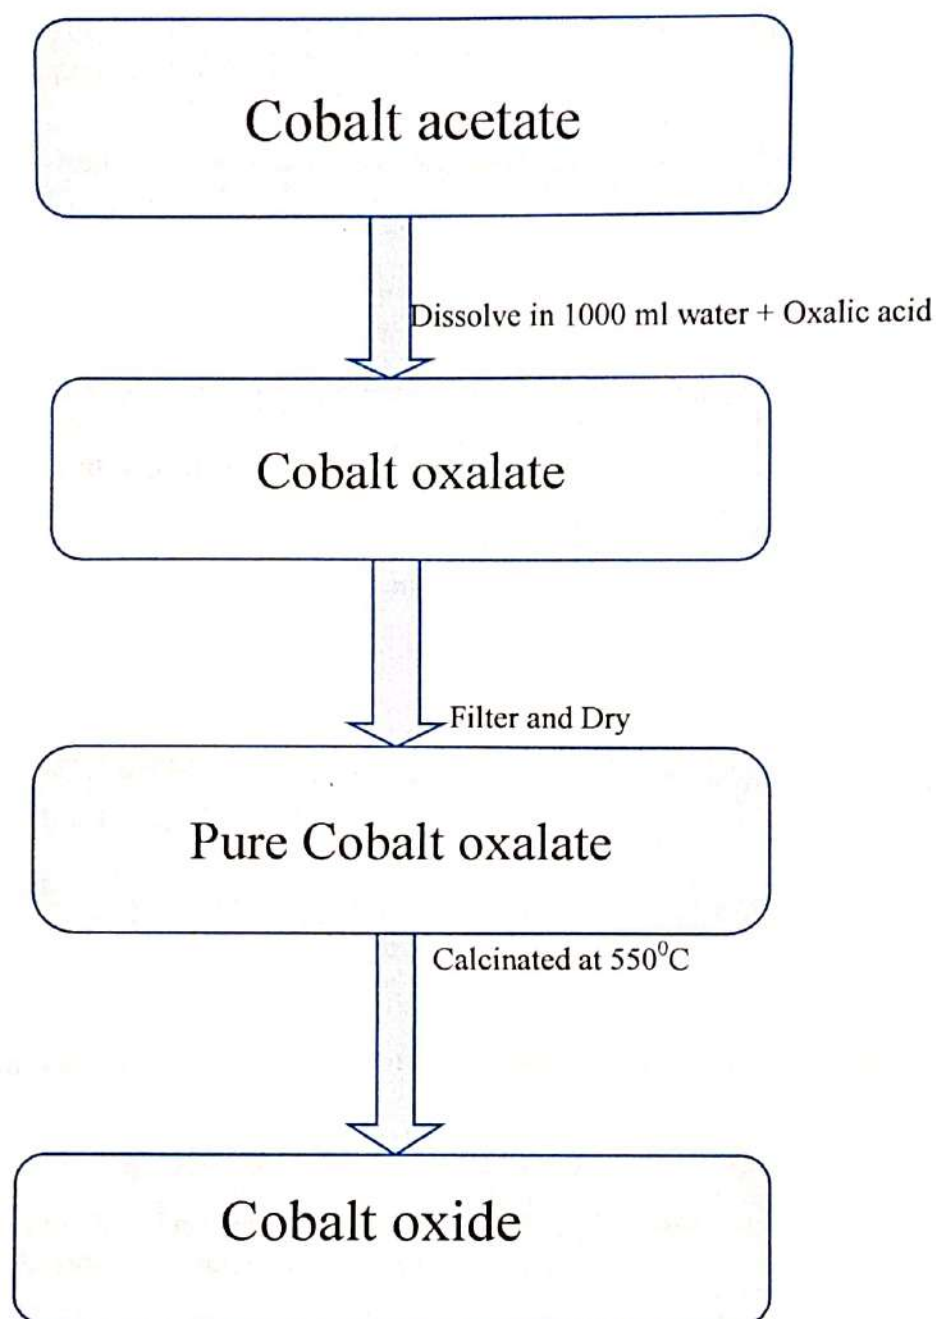 Cobalt acetate
Dissolve in 1000 ml water + Oxalic acid
Cobalt oxalate
Filter and Dry
Pure Cobalt oxalate
Calcinated at 550⁰C
Cobalt oxide